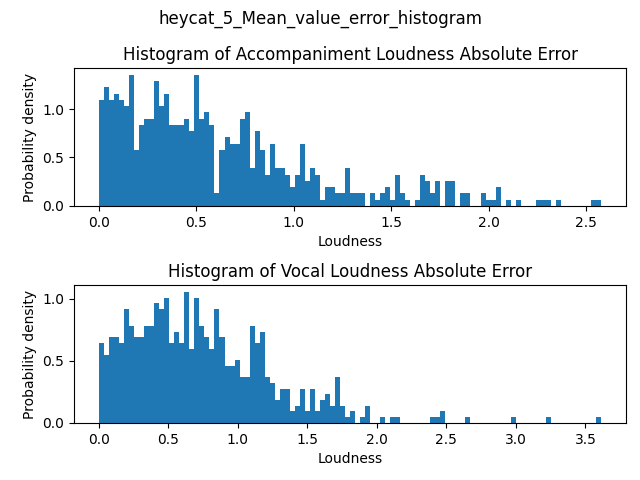 heycat_5_Mean_value_error_histogram
Histogram of Accompaniment Loudness Absolute Error
Probability density
1.0
0.5
0.0
0.0 0.5 1.0 1.5 2.0 2.5
Loudness
Histogram of Vocal Loudness Absolute Error
Probability density
1.0
0.5
0.0
0.0 0.5 1.0 1.5 2.0 2.5 3.0 3.5
Loudness